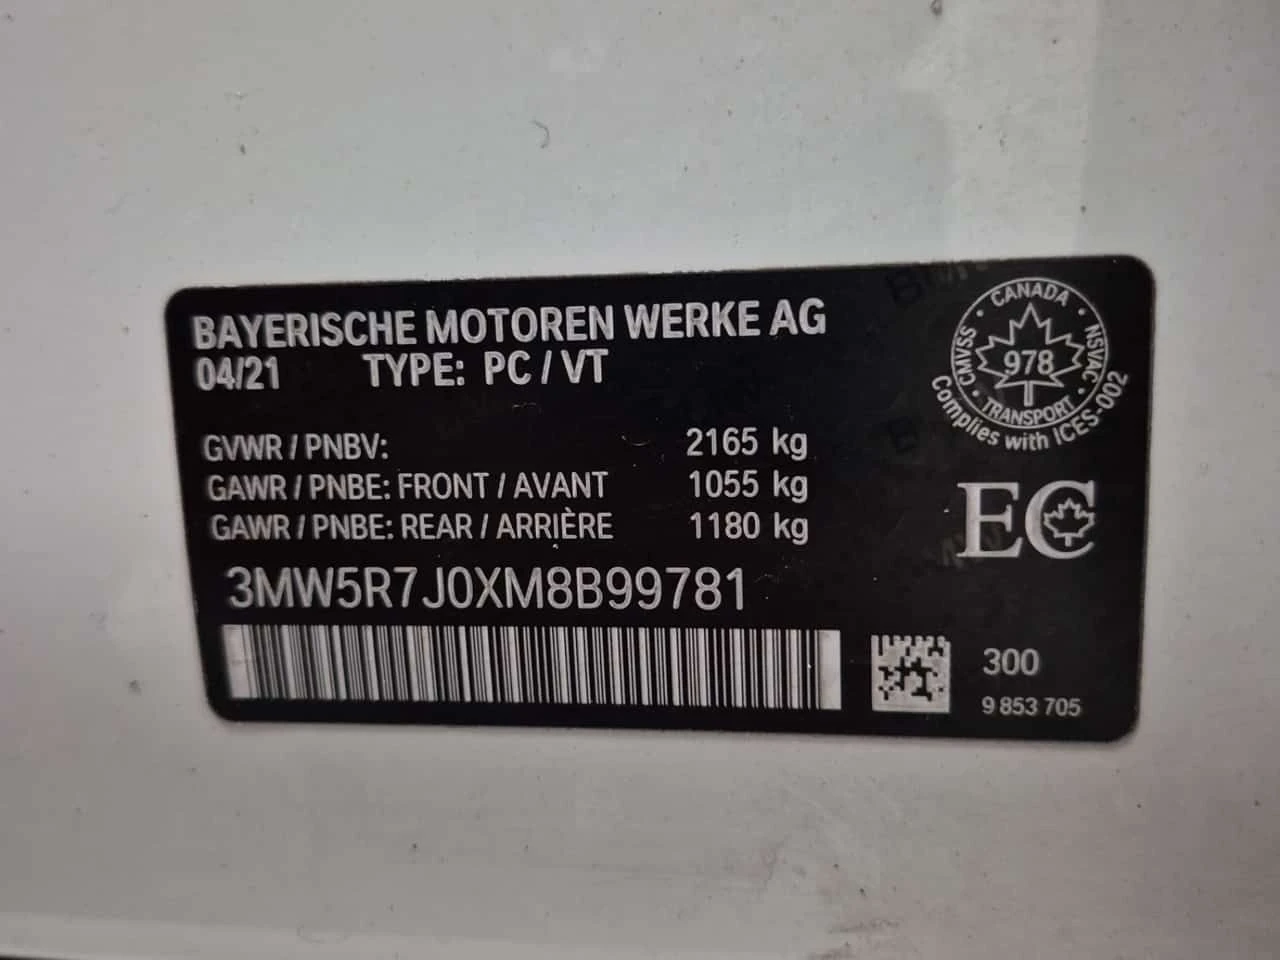 BAYERISCHE MOTOREN WERKE AG
04/21 TYPE: PC / VT
GVWR / PNBV: 2165 kg
GAWR / PNBE: FRONT / AVANT 1055 kg
GAWR / PNBE: REAR / ARRIÈRE 1180 kg
3MW5R7J0XM8B99781
CANADA
CMVSS
978
NSVAC
TRANSPORT
Complies with ICES-002
EC
300
9 853 705